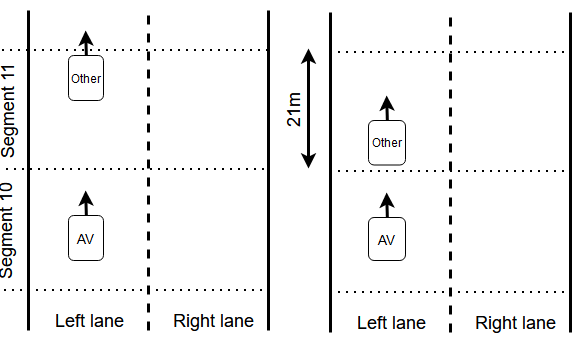 Segment 11
Segment 10
Other
AV
Left lane
Right lane
21m
Other
AV
Left lane
Right lane